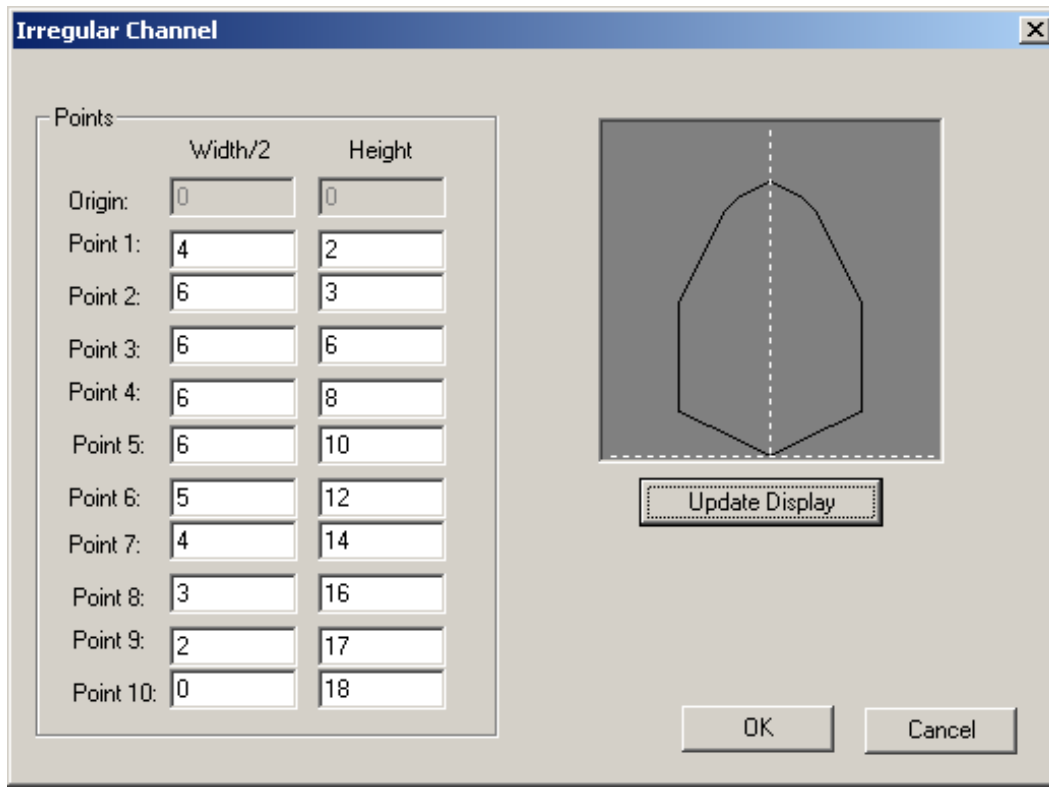 Irregular Channel
Points
Width/2 Height
Origin: 0 0
Point 1: 4 2
Point 2: 6 3
Point 3: 6 6
Point 4: 6 8
Point 5: 6 10
Point 6: 5 12
Point 7: 4 14
Point 8: 3 16
Point 9: 2 17
Point 10: 0 18
Update Display
OK Cancel